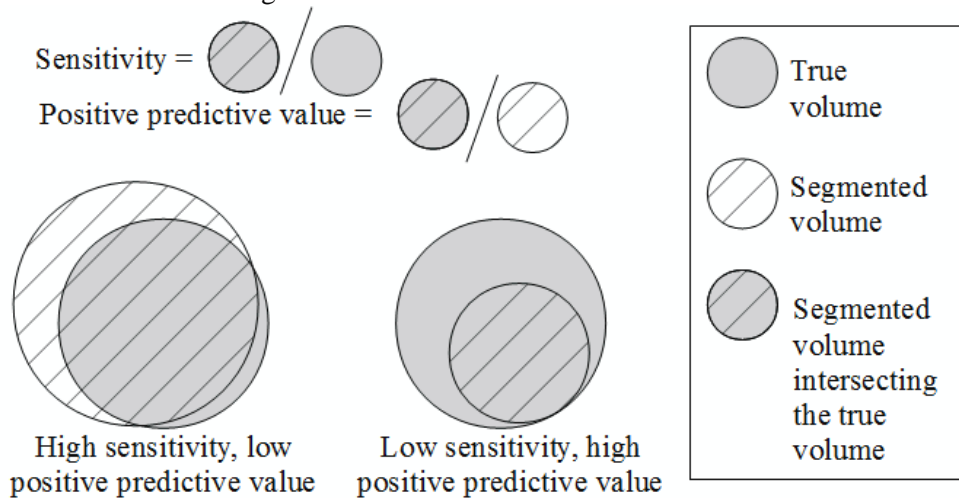 Sensitivity =
Positive predictive value =
High sensitivity, low
positive predictive value
Low sensitivity, high
positive predictive value
True
volume
Segmented
volume
Segmented
volume
intersecting
the true
volume